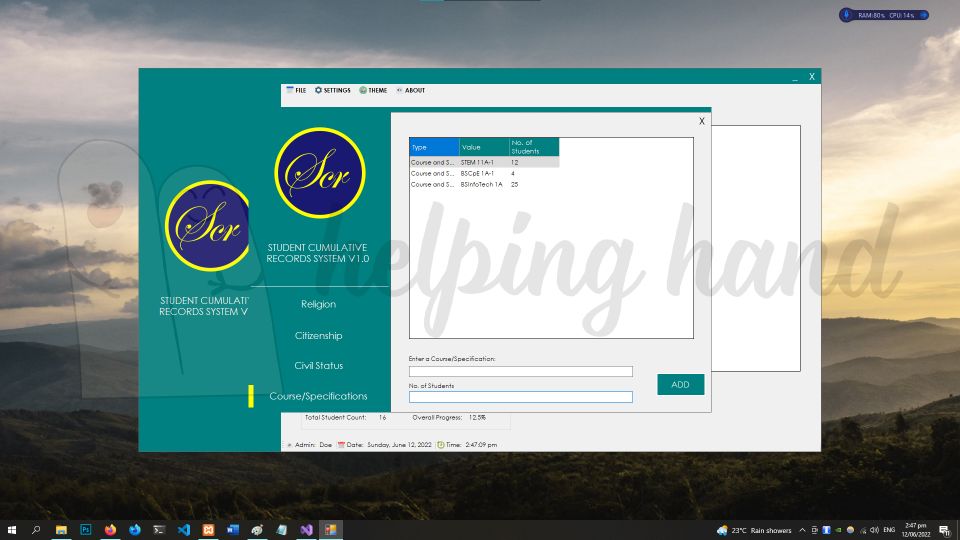 RAM:80% CPU:14%
_ X
FILE SETTINGS THEME ABOUT
X
Scr
STUDENT CUMULATIVE
RECORDS SYSTEM V1.0
Religion
Citizenship
Civil Status
Course/Specifications
Scr
STUDENT CUMULATI
RECORDS SYSTEM V
Type Value No. of
Students
Course and S... STEM 11A-1 12
Course and S... BSCpE 1A-1 4
Course and S... BSInfoTech 1A 25
helping hand
Enter a Course/Specification:
No. of Students
ADD
Total Student Count: 16 Overall Progress: 12.5%
Admin: Doe Date: Sunday, June 12, 2022 Time: 2:47:09 pm
Ps
23°C Rain showers ENG 2:47 pm
12/06/2022